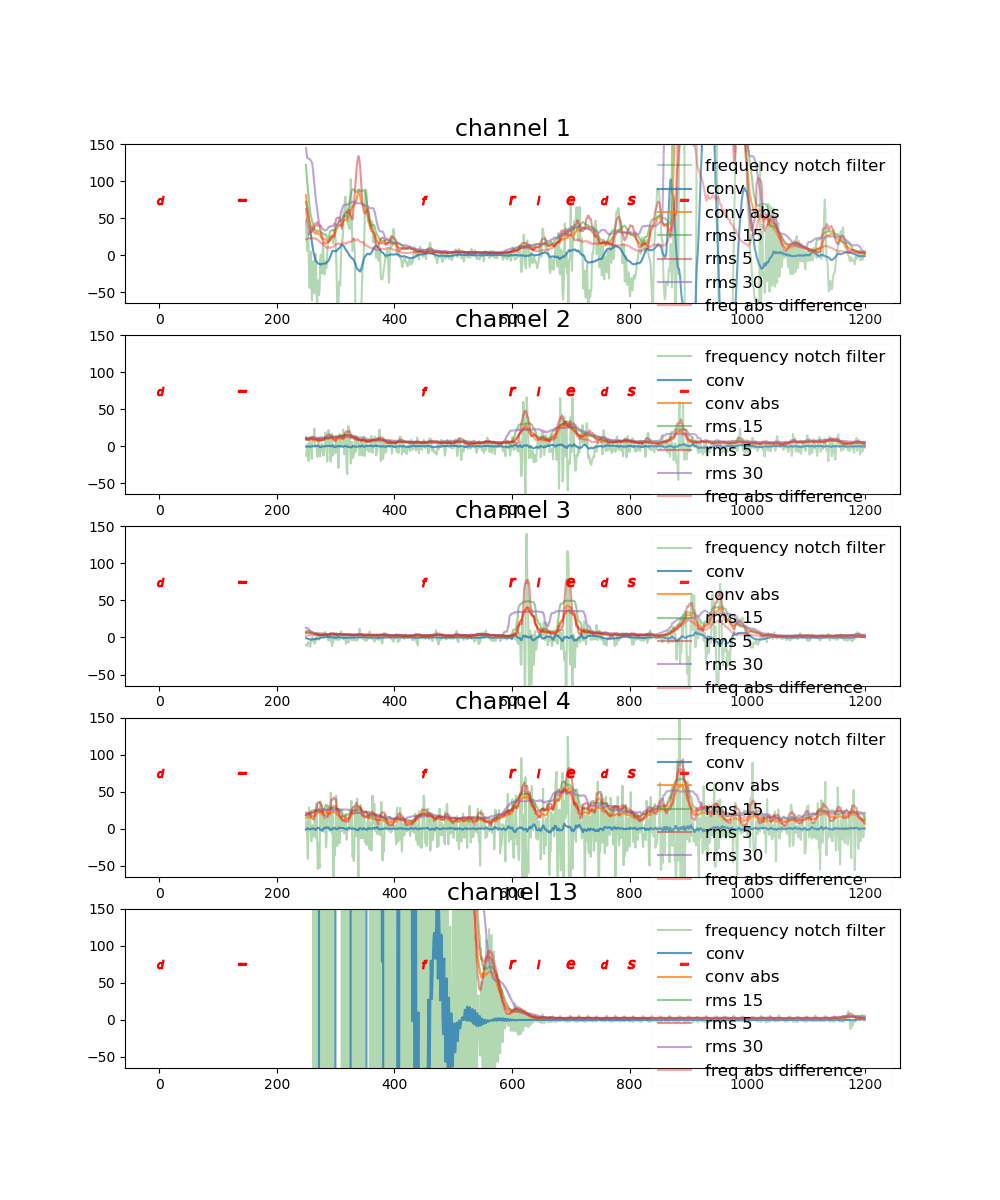 channel 1
150
100
50
0
−50
d – f r l e d s –
frequency notch filter
conv
conv abs
rms 15
rms 5
rms 30
freq abs difference
0 200 400 600 800 1000 1200
channel 2
150
100
50
0
−50
d – f r l e d s –
frequency notch filter
conv
conv abs
rms 15
rms 5
rms 30
freq abs difference
0 200 400 600 800 1000 1200
channel 3
150
100
50
0
−50
d – f r l e d s –
frequency notch filter
conv
conv abs
rms 15
rms 5
rms 30
freq abs difference
0 200 400 600 800 1000 1200
channel 4
150
100
50
0
−50
d – f r l e d s –
frequency notch filter
conv
conv abs
rms 15
rms 5
rms 30
freq abs difference
0 200 400 600 800 1000 1200
channel 13
150
100
50
0
−50
d – f r l e d s –
frequency notch filter
conv
conv abs
rms 15
rms 5
rms 30
freq abs difference
0 200 400 600 800 1000 1200